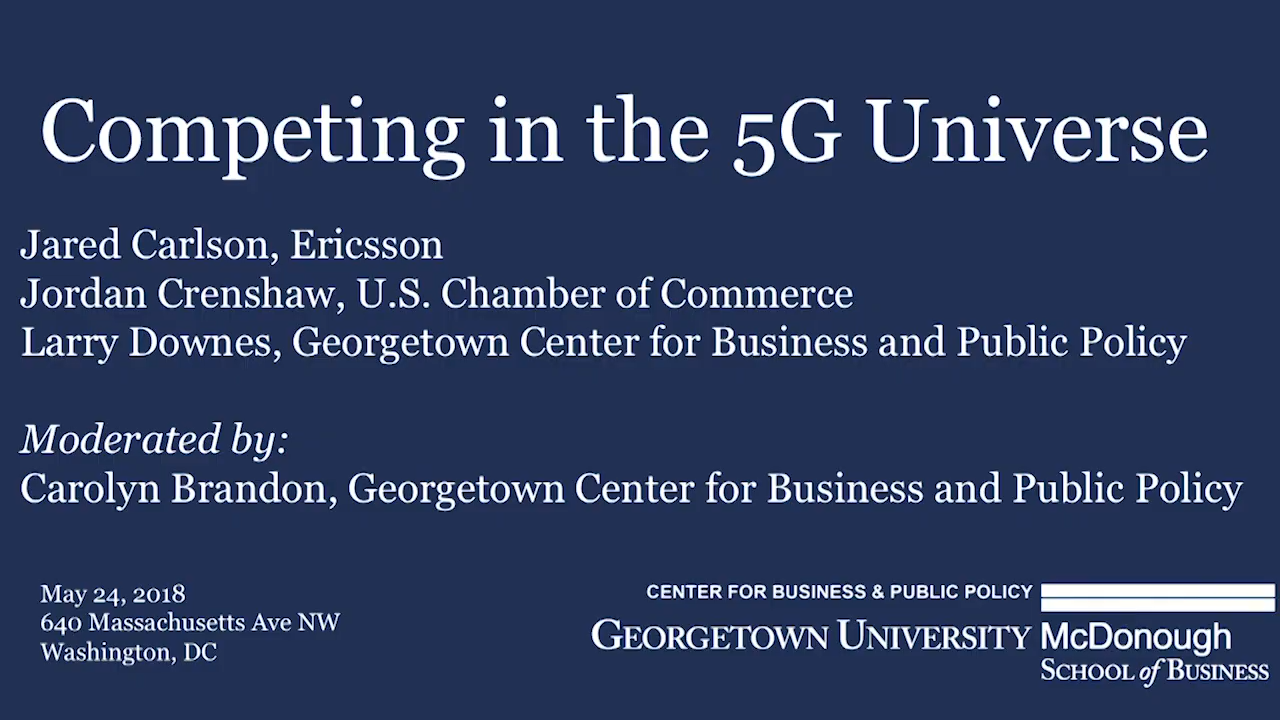 Competing in the 5G Universe
Jared Carlson, Ericsson
Jordan Crenshaw, U.S. Chamber of Commerce
Larry Downes, Georgetown Center for Business and Public Policy
Moderated by:
Carolyn Brandon, Georgetown Center for Business and Public Policy
May 24, 2018
640 Massachusetts Ave NW
Washington, DC
CENTER FOR BUSINESS & PUBLIC POLICY
GEORGETOWN UNIVERSITY McDonough
SCHOOL of BUSINESS